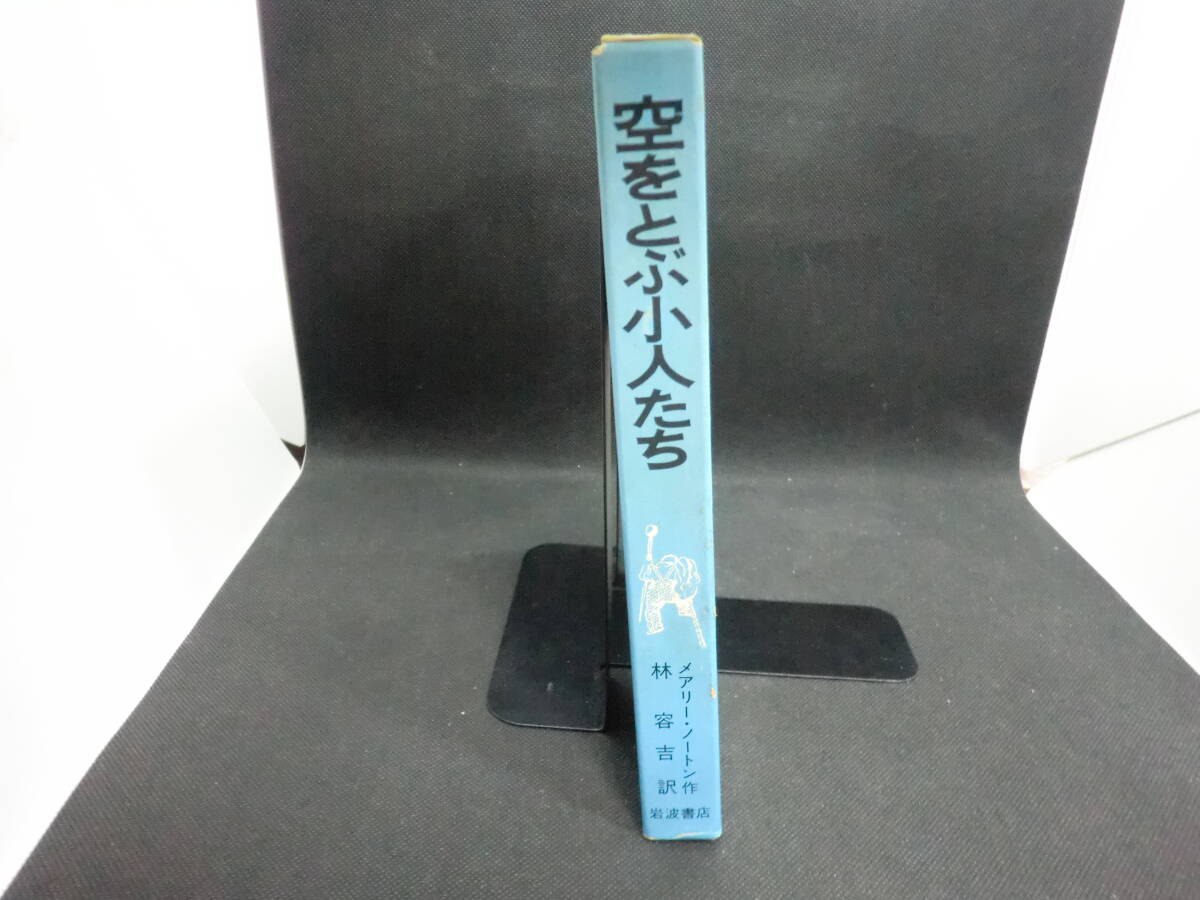 空をとぶ小人たち
メアリー・ノートン作
林容吉訳
岩波書店